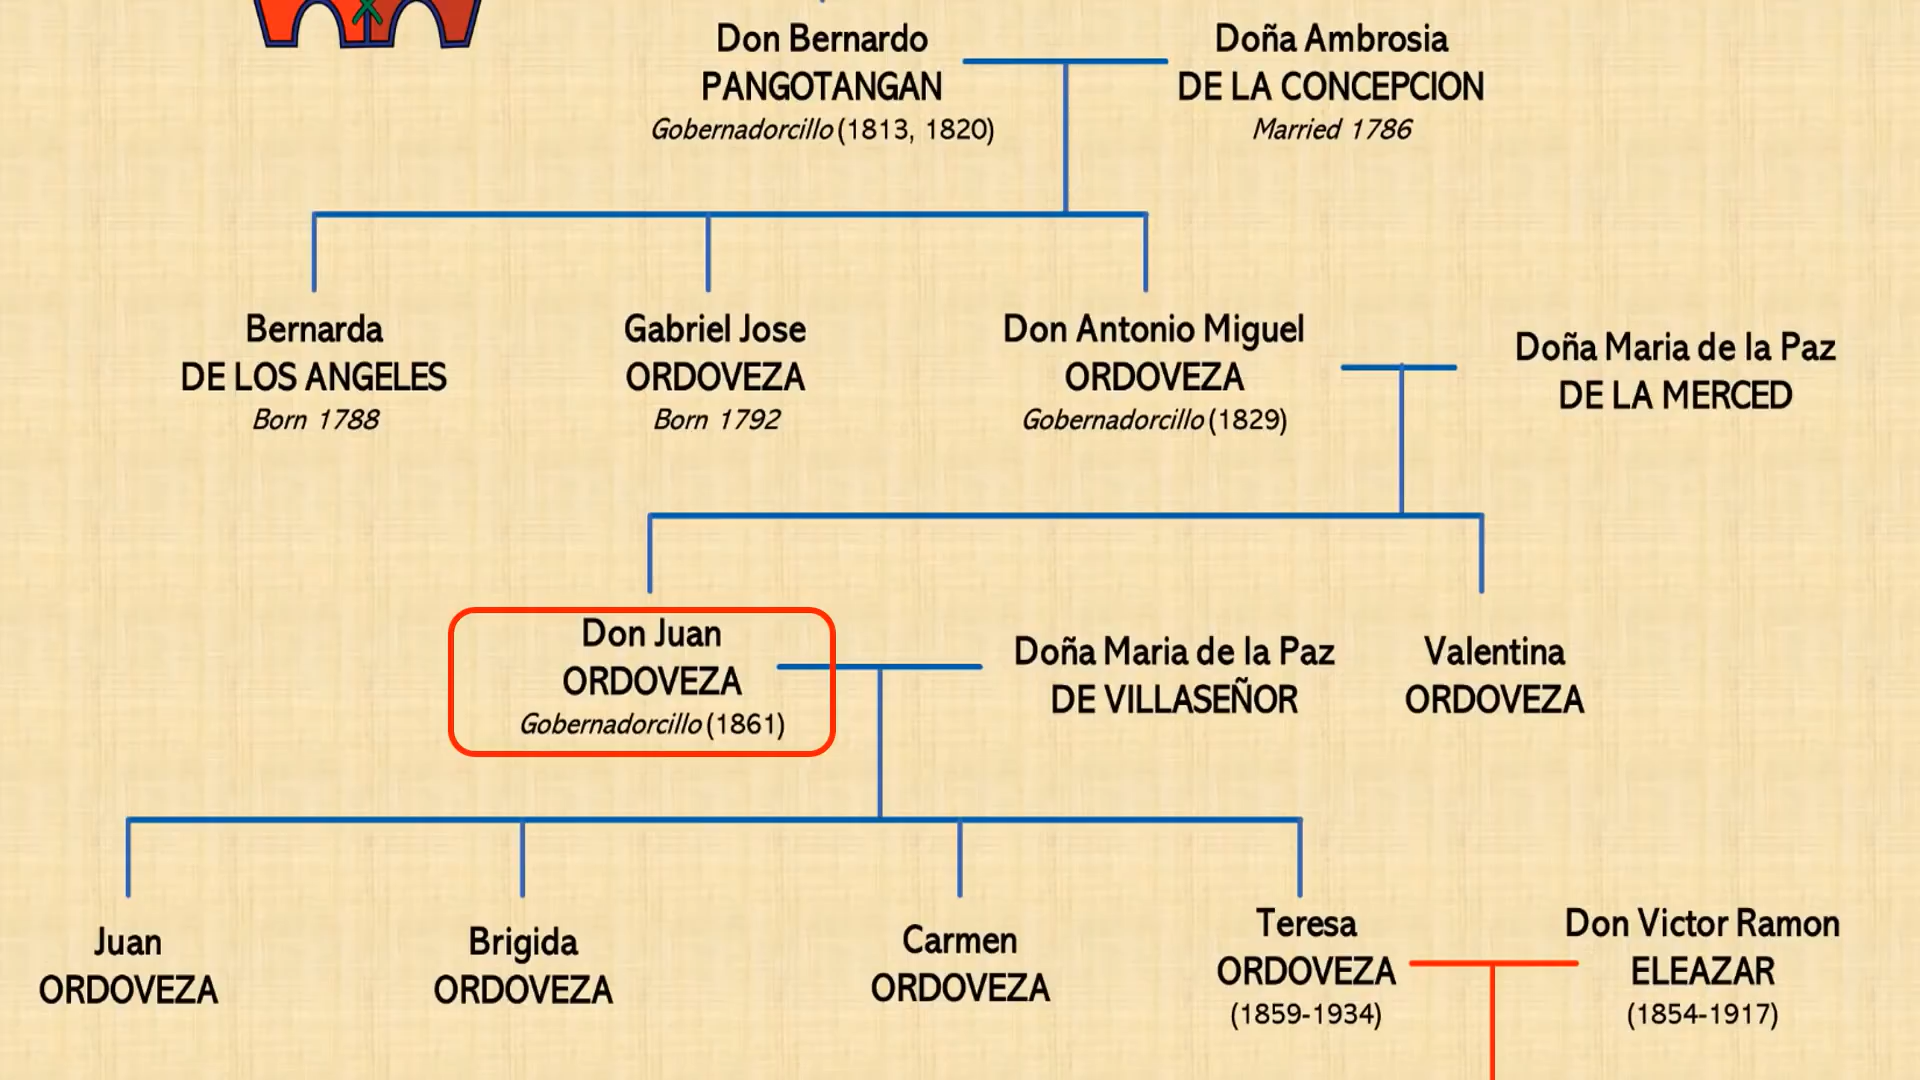 Don Bernardo
PANGOTANGAN
Gobernadorcillo (1813, 1820)
Doña Ambrosia
DE LA CONCEPCION
Married 1786
Bernarda
DE LOS ANGELES
Born 1788
Gabriel Jose
ORDOVEZA
Born 1792
Don Antonio Miguel
ORDOVEZA
Gobernadorcillo (1829)
Doña Maria de la Paz
DE LA MERCED
Don Juan
ORDOVEZA
Gobernadorcillo (1861)
Doña Maria de la Paz
DE VILLASEÑOR
Valentina
ORDOVEZA
Juan
ORDOVEZA
Brigida
ORDOVEZA
Carmen
ORDOVEZA
Teresa
ORDOVEZA
(1859-1934)
Don Victor Ramon
ELEAZAR
(1854-1917)